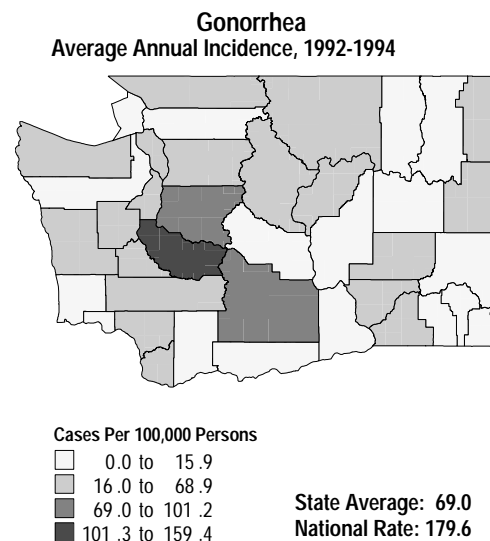 Gonorrhea
Average Annual Incidence, 1992-1994
Cases Per 100,000 Persons
0.0 to 15 .9
16 .0 to 68 .9
69 .0 to 101 .2
101 .3 to 159 .4
State Average: 69.0
National Rate: 179.6